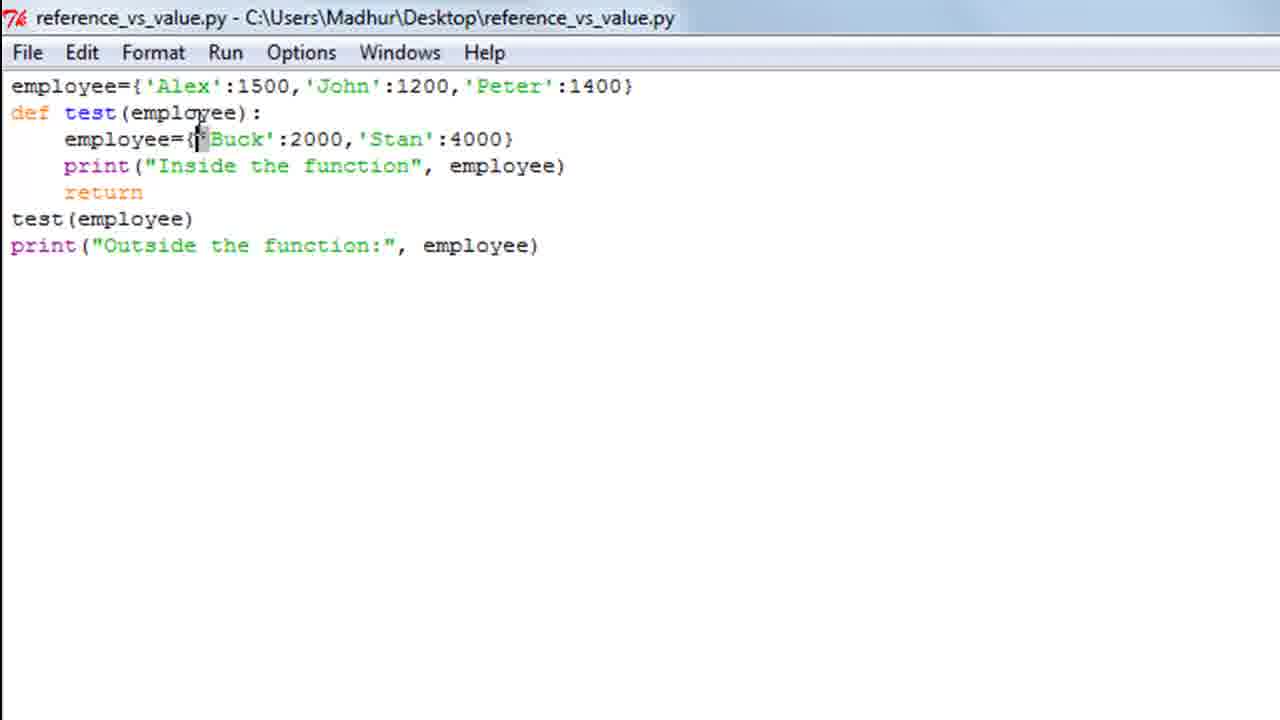 reference_vs_value.py - C:\Users\Madhur\Desktop\reference_vs_value.py
File Edit Format Run Options Windows Help
employee={'Alex':1500,'John':1200,'Peter':1400}
def test(employee):
    employee={'Buck':2000,'Stan':4000}
    print("Inside the function", employee)
    return
test(employee)
print("Outside the function:", employee)